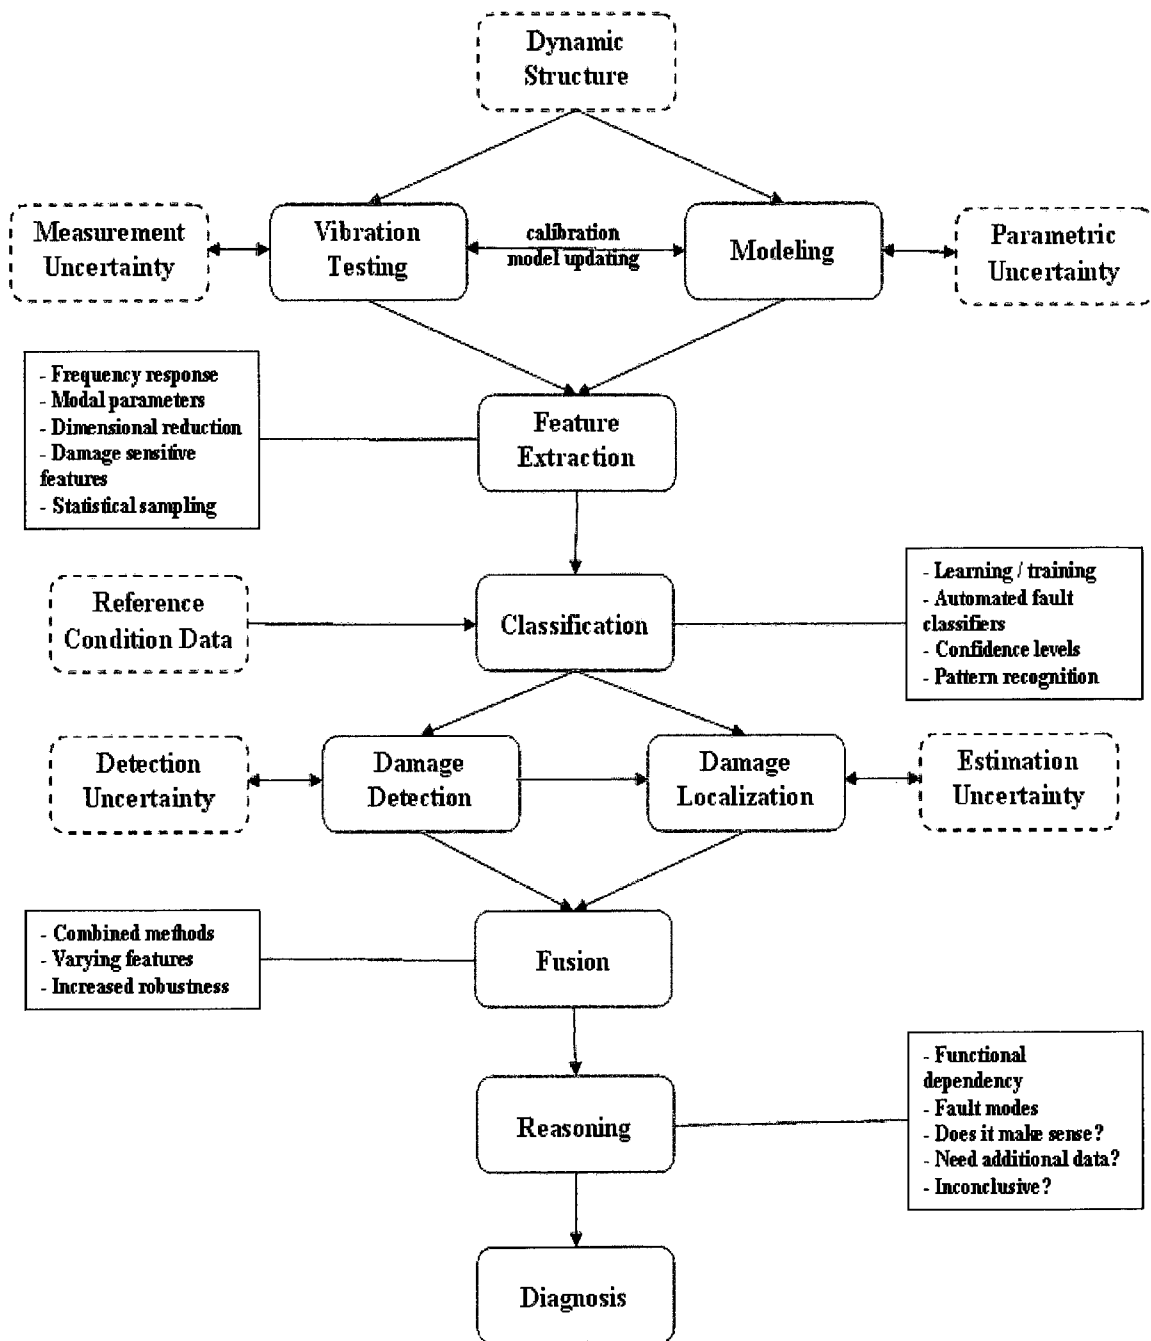 Dynamic
Structure
Measurement
Uncertainty
Vibration
Testing
calibration
model updating
Modeling
Parametric
Uncertainty
- Frequency response
- Modal parameters
- Dimensional reduction
- Damage sensitive
features
- Statistical sampling
Feature
Extraction
Reference
Condition Data
Classification
- Learning / training
- Automated fault
classifiers
- Confidence levels
- Pattern recognition
Detection
Uncertainty
Damage
Detection
Damage
Localization
Estimation
Uncertainty
- Combined methods
- Varying features
- Increased robustness
Fusion
Reasoning
- Functional
dependency
- Fault modes
- Does it make sense?
- Need additional data?
- Inconclusive?
Diagnosis